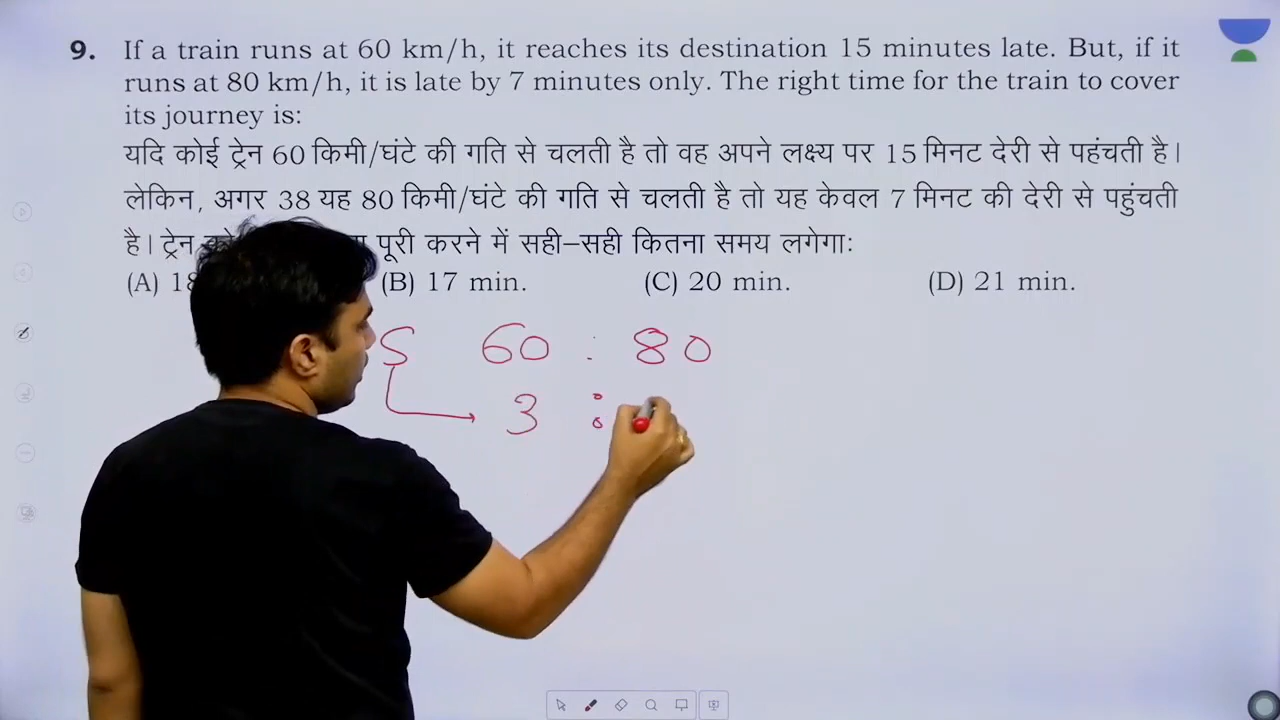 9. If a train runs at 60 km/h, it reaches its destination 15 minutes late. But, if it
runs at 80 km/h, it is late by 7 minutes only. The right time for the train to cover
its journey is:
यदि कोई ट्रेन 60 किमी/घंटे की गति से चलती है तो वह अपने लक्ष्य पर 15 मिनट देरी से पहंचती है।
लेकिन, अगर 38 यह 80 किमी/घंटे की गति से चलती है तो यह केवल 7 मिनट की देरी से पहुंचती
है। ट्रेन पूरी करने में सही–सही कितना समय लगेगा:
(A) (B) 17 min. (C) 20 min. (D) 21 min.
S 60 : 80
3 :